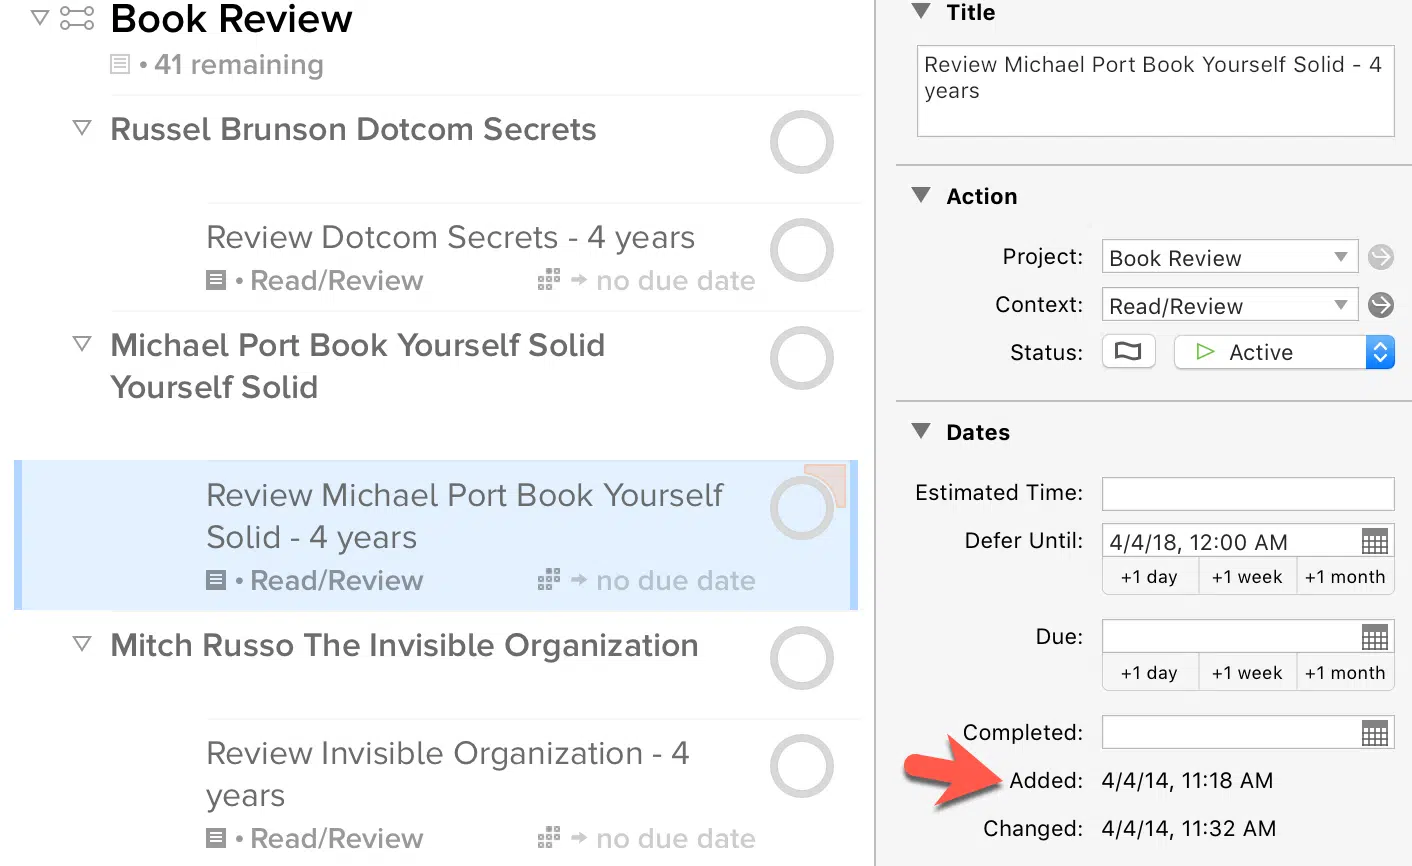 Book Review
• 41 remaining
Russel Brunson Dotcom Secrets
Review Dotcom Secrets - 4 years
• Read/Review
no due date
Michael Port Book Yourself Solid
Yourself Solid
Review Michael Port Book Yourself
Solid - 4 years
• Read/Review
no due date
Mitch Russo The Invisible Organization
Review Invisible Organization - 4
years
• Read/Review
no due date
Title
Review Michael Port Book Yourself Solid - 4
years
Action
Project: Book Review
Context: Read/Review
Status: Active
Dates
Estimated Time:
Defer Until: 4/4/18, 12:00 AM
+1 day +1 week +1 month
Due:
+1 day +1 week +1 month
Completed:
Added: 4/4/14, 11:18 AM
Changed: 4/4/14, 11:32 AM